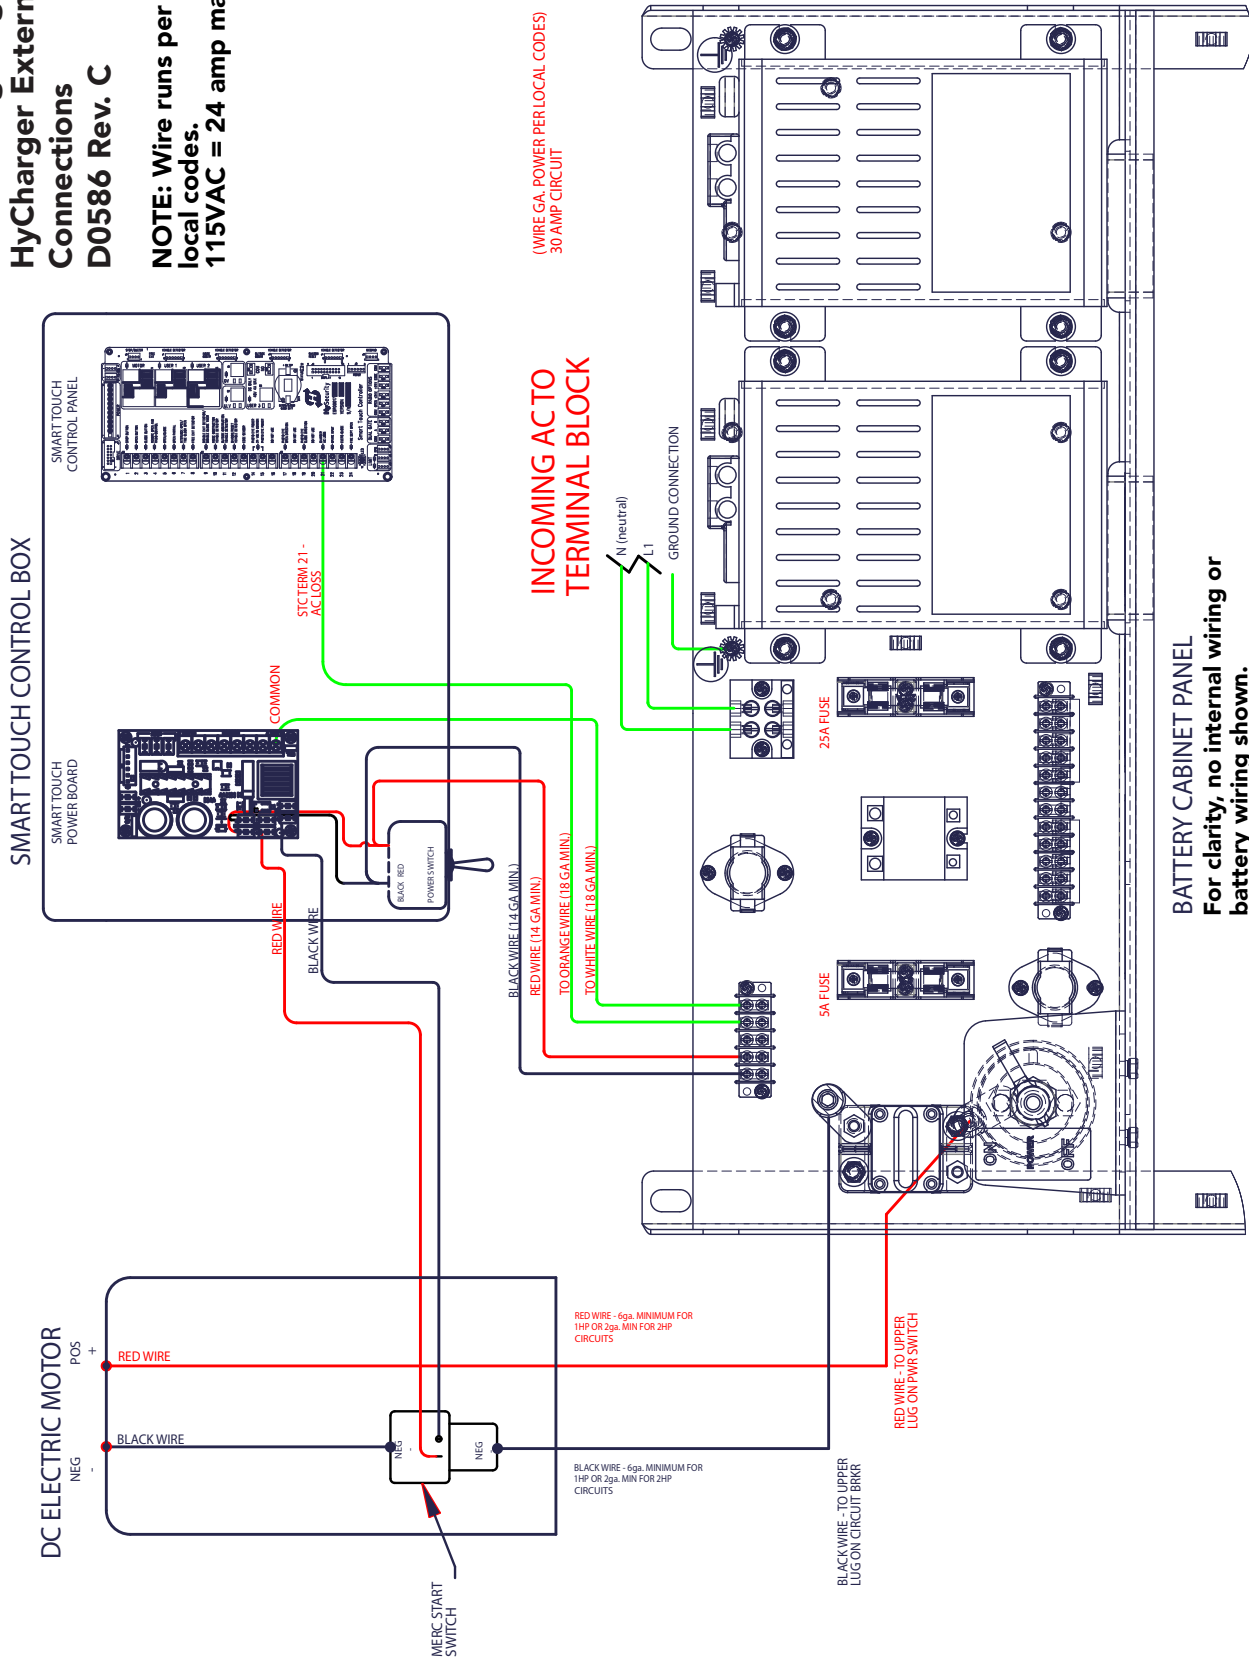 HyCharger Extern
Connections
D0586 Rev. C
NOTE: Wire runs per
local codes.
115VAC = 24 amp ma
SMART TOUCH CONTROL BOX
SMART TOUCH
CONTROL PANEL
SMART TOUCH
POWER BOARD
STC TERM 21 -
AC LOSS
COMMON
BLACK RED
POWER SWITCH
RED WIRE
BLACK WIRE
BLACK WIRE (14 GA MIN.)
RED WIRE (14 GA MIN.)
TO ORANGE WIRE (18 GA MIN.)
TO WHITE WIRE (18 GA MIN.)
(WIRE GA. POWER PER LOCAL CODES)
30 AMP CIRCUIT
INCOMING AC TO
TERMINAL BLOCK
N (neutral)
L1
GROUND CONNECTION
25A FUSE
5A FUSE
ON
POWER
OFF
BATTERY CABINET PANEL
For clarity, no internal wiring or
battery wiring shown.
DC ELECTRIC MOTOR
NEG
-
POS
+
RED WIRE
BLACK WIRE
NEG
-
NEG
MERC START
SWITCH
RED WIRE - 6ga. MINIMUM FOR
1HP OR 2ga. MIN FOR 2HP
CIRCUITS
BLACK WIRE - 6ga. MINIMUM FOR
1HP OR 2ga. MIN FOR 2HP
CIRCUITS
RED WIRE - TO UPPER
LUG ON PWR SWITCH
BLACK WIRE - TO UPPER
LUG ON CIRCUIT BRKR
Smart Touch Controller